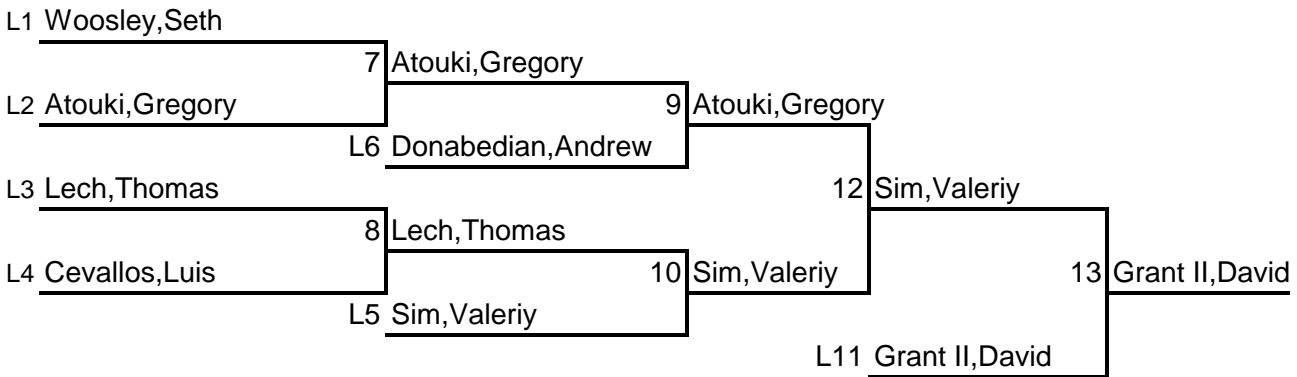 L1 Woosley,Seth
7 Atouki,Gregory
L2 Atouki,Gregory
9 Atouki,Gregory
L6 Donabedian,Andrew
L3 Lech,Thomas
12 Sim,Valeriy
8 Lech,Thomas
L4 Cevallos,Luis
10 Sim,Valeriy
13 Grant II,David
L5 Sim,Valeriy
L11 Grant II,David